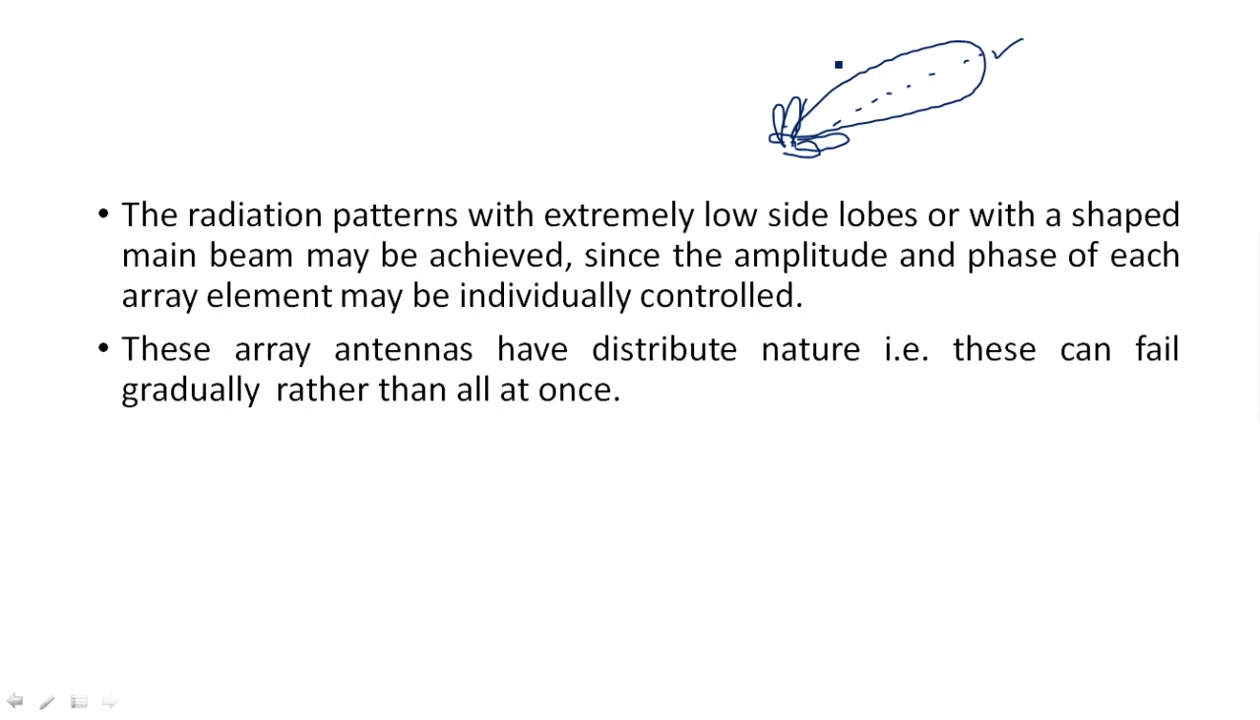 • The radiation patterns with extremely low side lobes or with a shaped
main beam may be achieved, since the amplitude and phase of each
array element may be individually controlled.
• These array antennas have distribute nature i.e. these can fail
gradually rather than all at once.